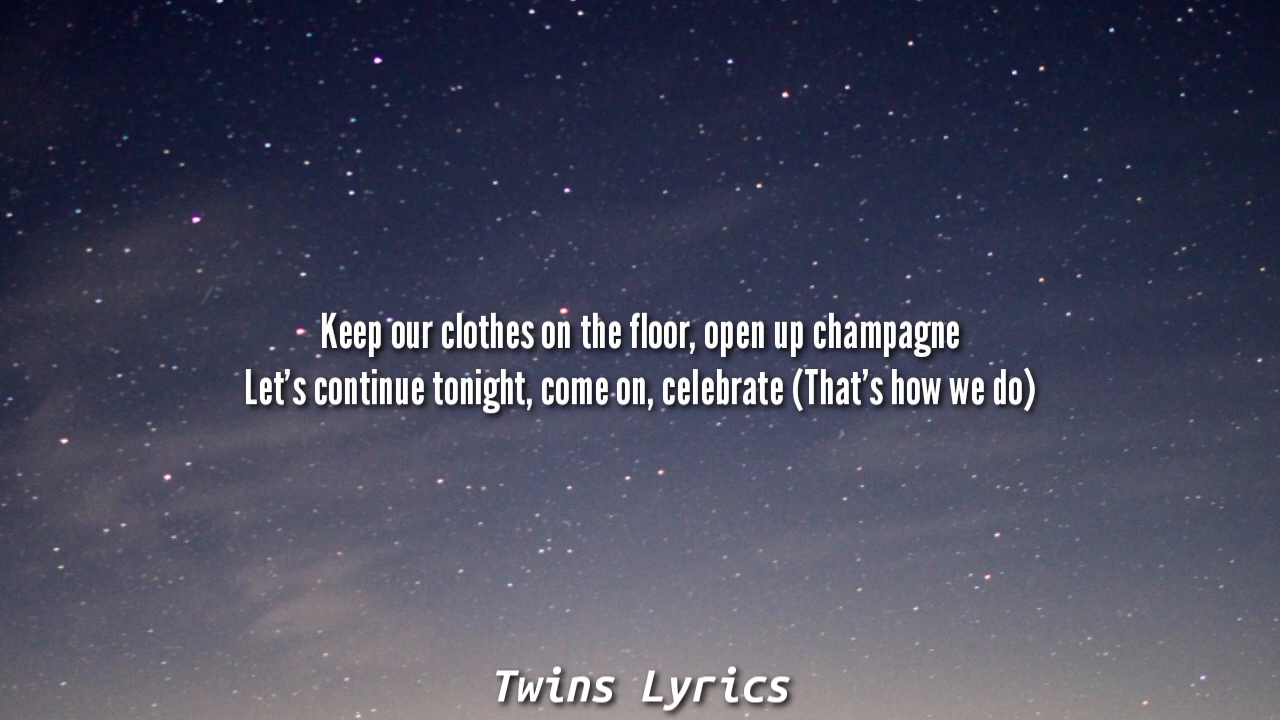 Keep our clothes on the floor, open up champagne
Let's continue tonight, come on, celebrate (That's how we do)
Twins Lyrics